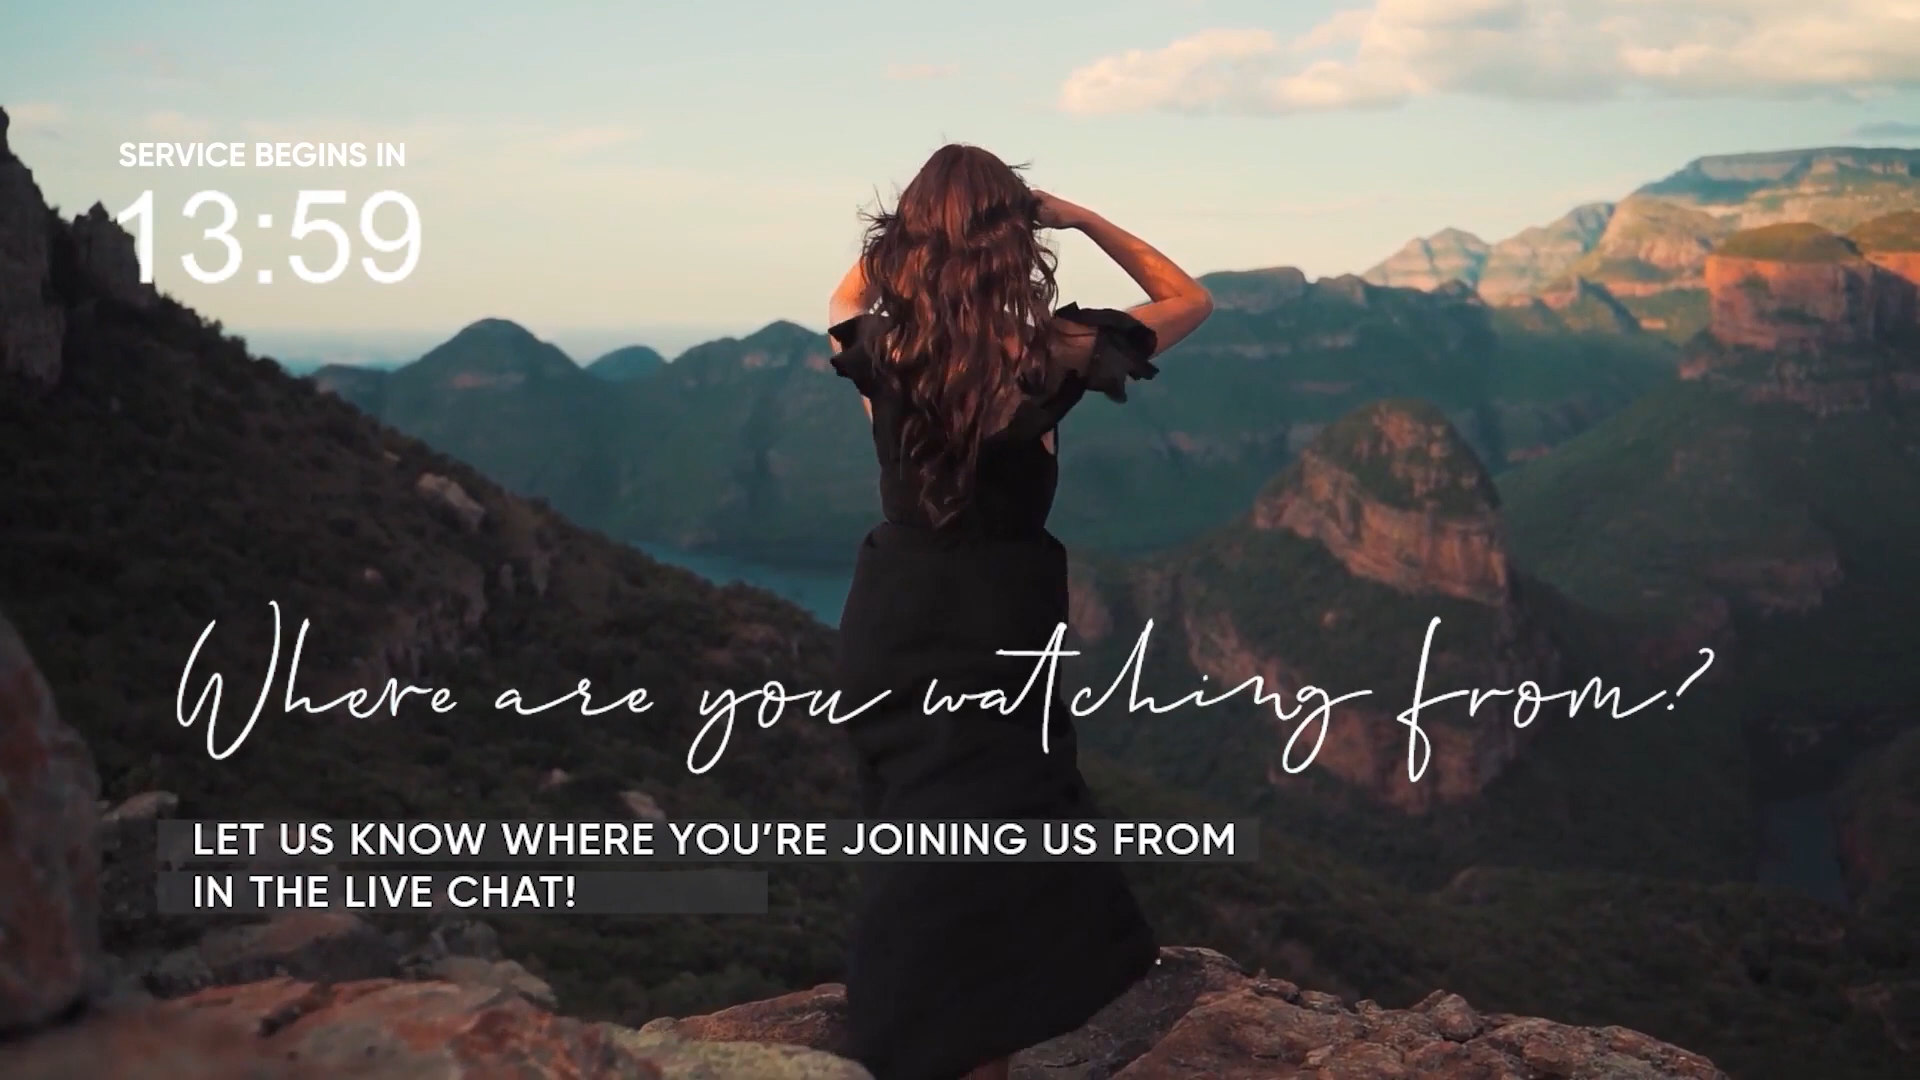 SERVICE BEGINS IN
13:59
Where are you watching from?
LET US KNOW WHERE YOU’RE JOINING US FROM
IN THE LIVE CHAT!